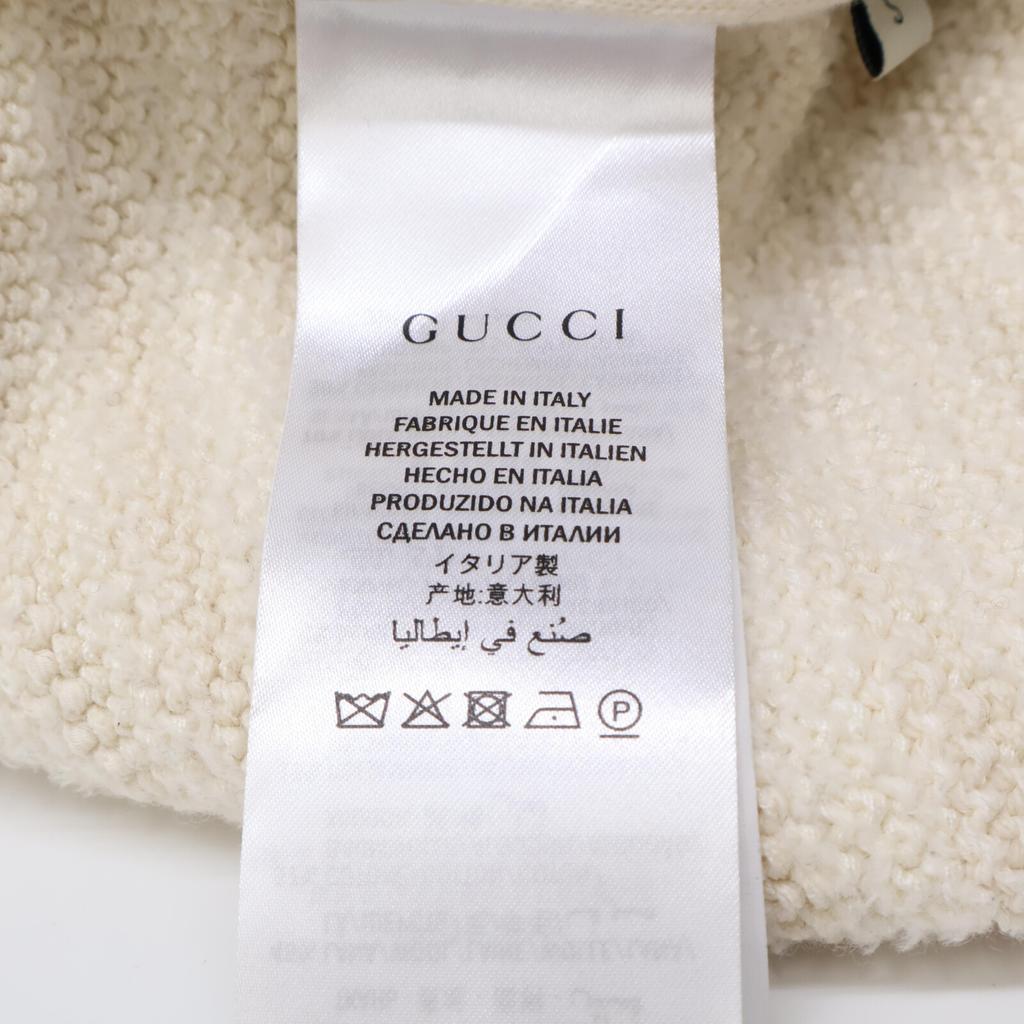 GUCCI
MADE IN ITALY
FABRIQUE EN ITALIE
HERGESTELLT IN ITALIEN
HECHO EN ITALIA
PRODUZIDO NA ITALIA
СДЕЛАНО В ИТАЛИИ
イタリア製
产地:意大利
صُنع في إيطاليا
P